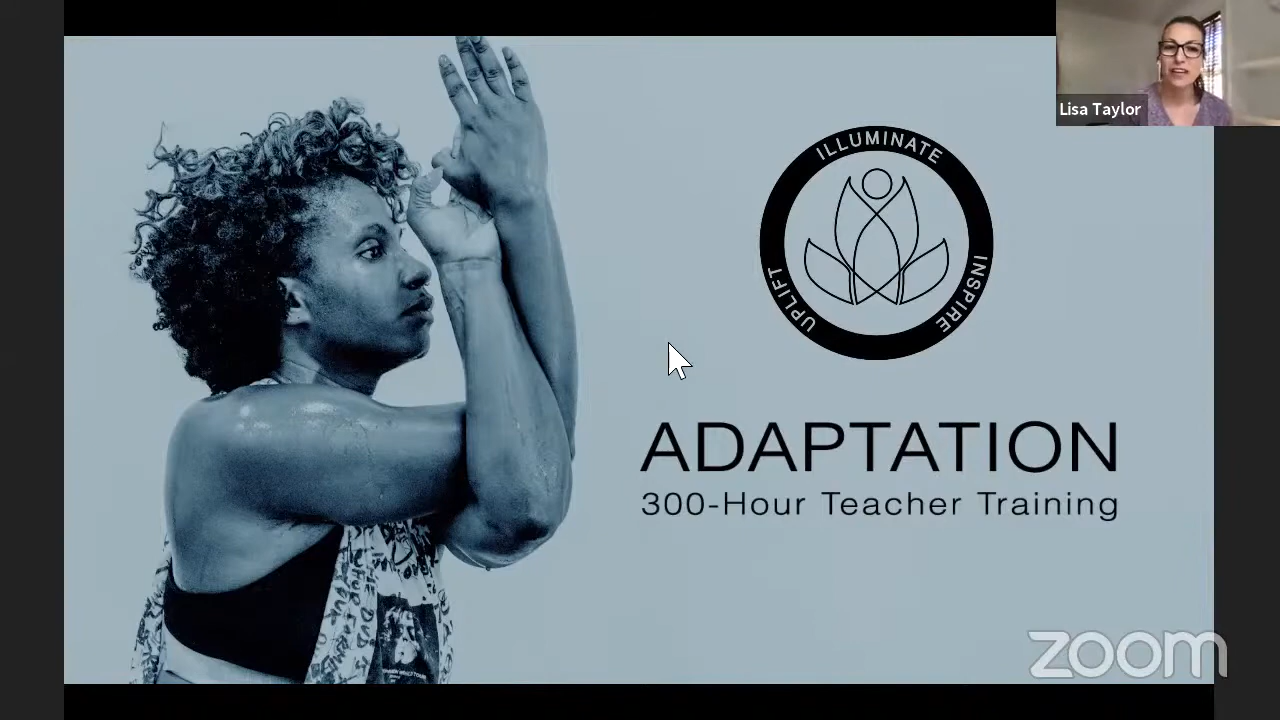 Lisa Taylor
ILLUMINATE
UPLIFT
INSPIRE
ADAPTATION
300-Hour Teacher Training
zoom